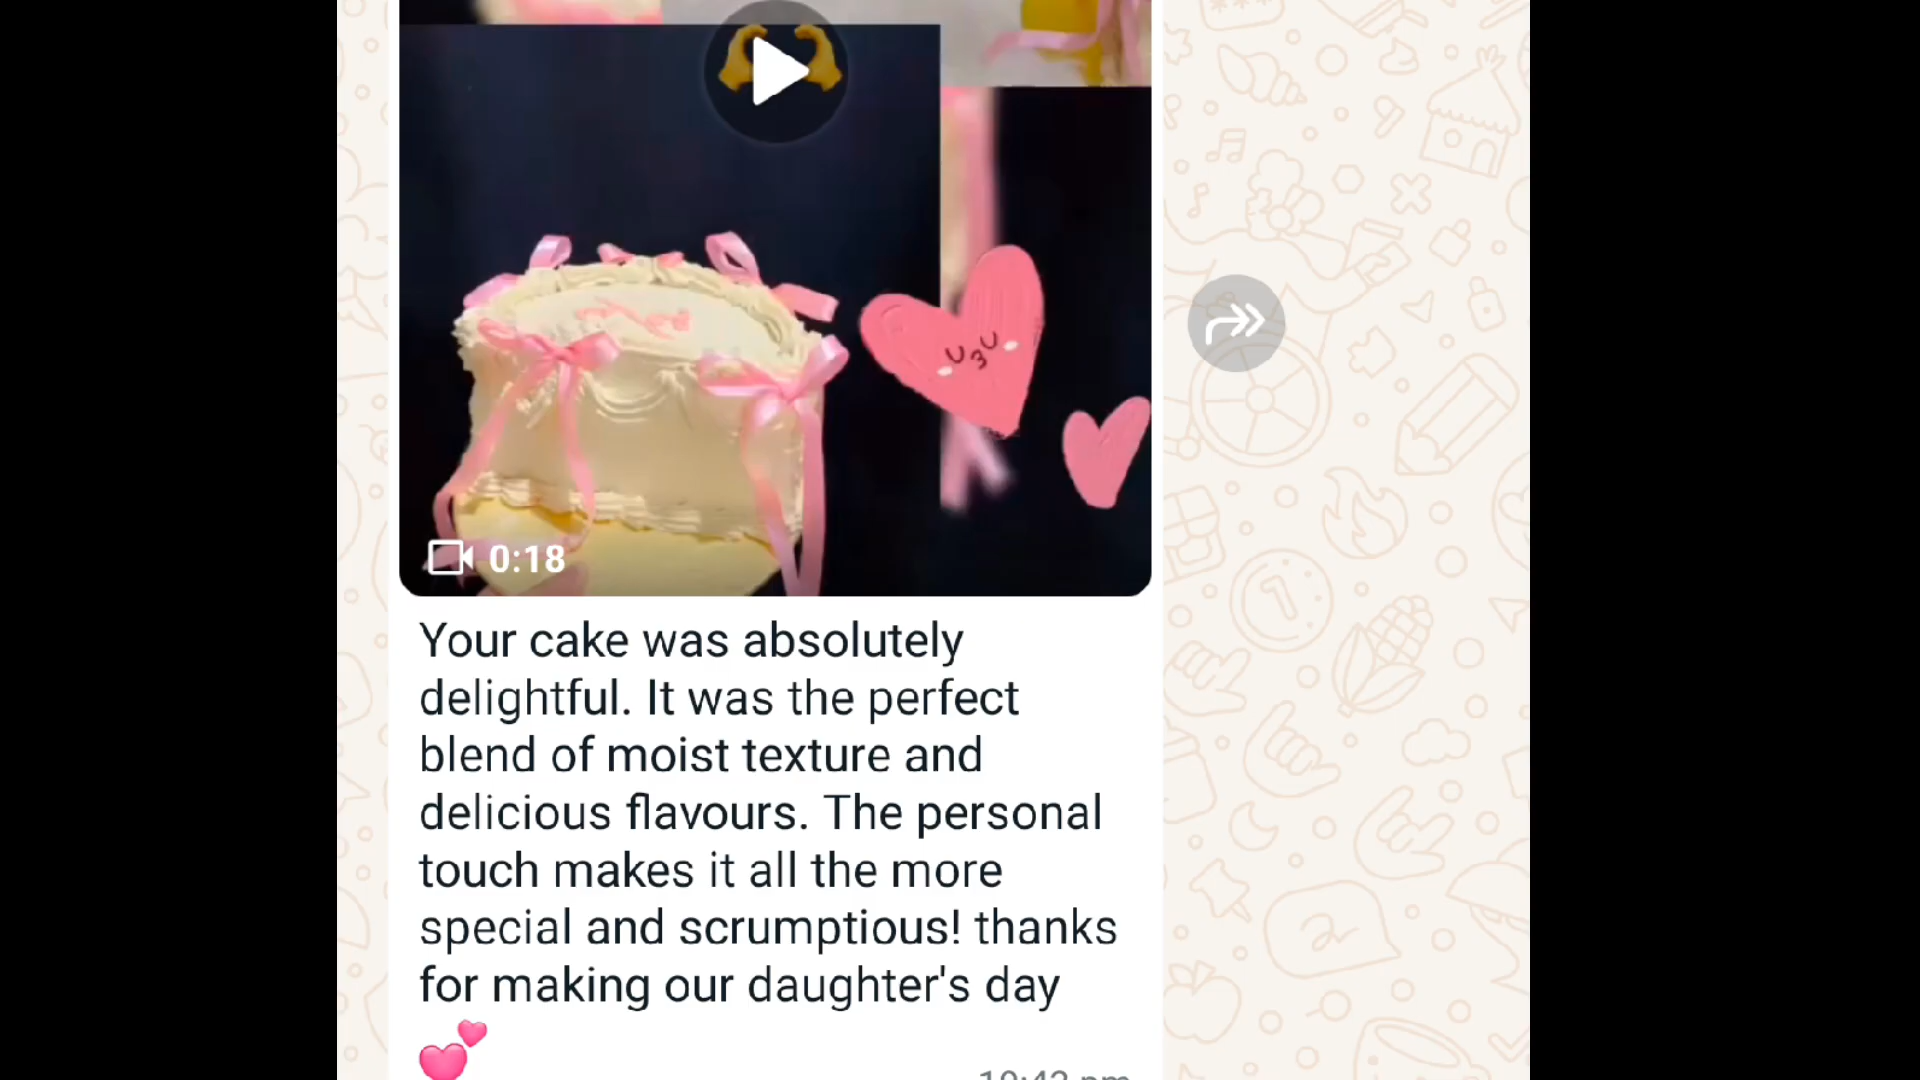 0:18
Your cake was absolutely
delightful. It was the perfect
blend of moist texture and
delicious flavours. The personal
touch makes it all the more
special and scrumptious! thanks
for making our daughter's day
💕